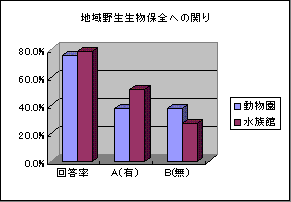 地域野生生物保全への関り
80.0%
60.0%
40.0%
20.0%
0.0%
回答率 A(有) B(無)
動物園
水族館